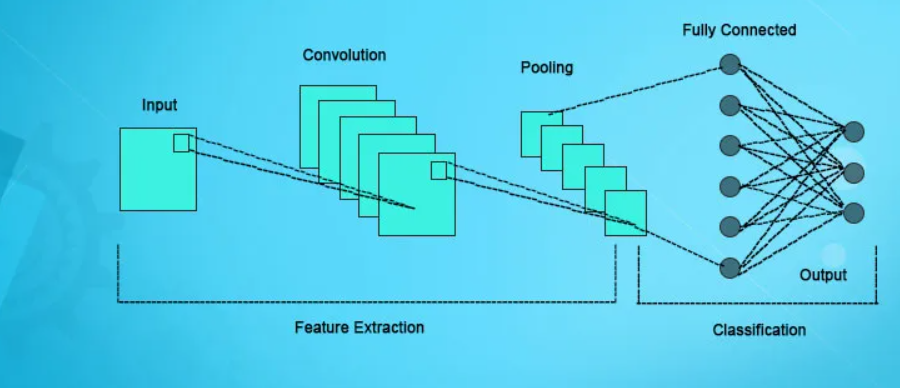 Fully Connected
Convolution
Pooling
Input
Output
Feature Extraction
Classification